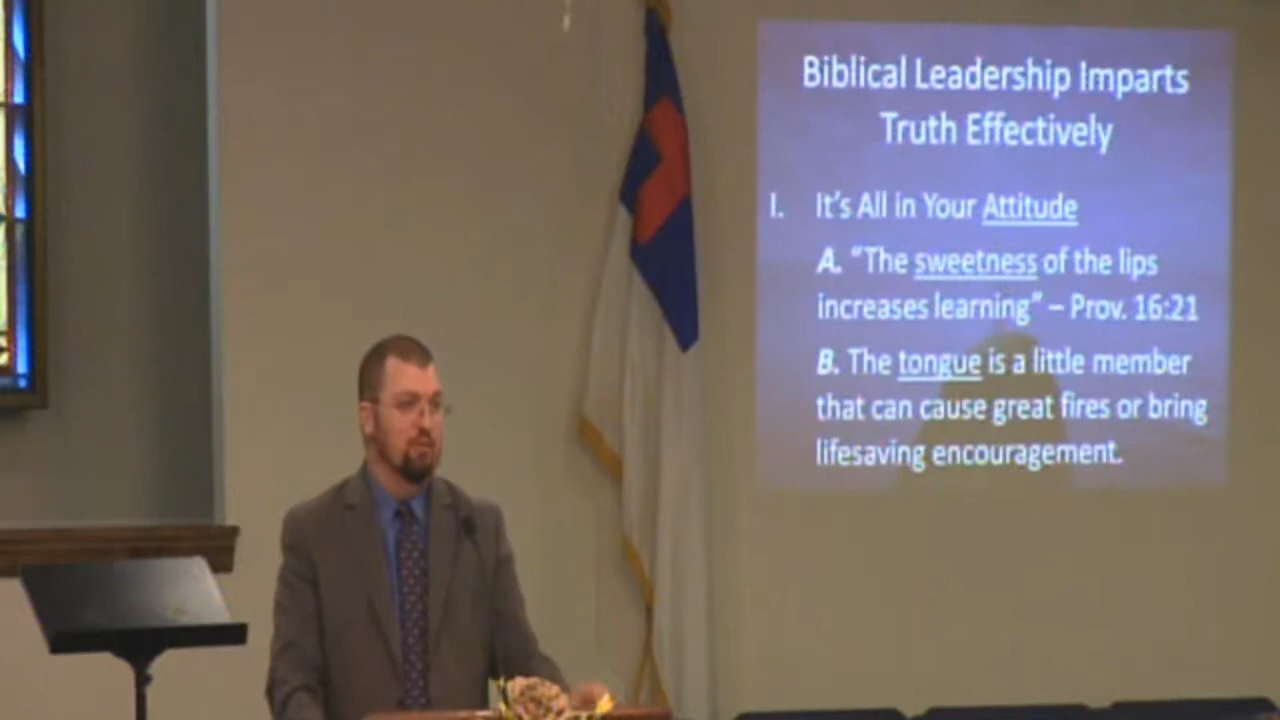 Biblical Leadership Imparts
Truth Effectively
I. It's All in Your Attitude
A. "The sweetness of the lips
increases learning" – Prov. 16:21
B. The tongue is a little member
that can cause great fires or bring
lifesaving encouragement.